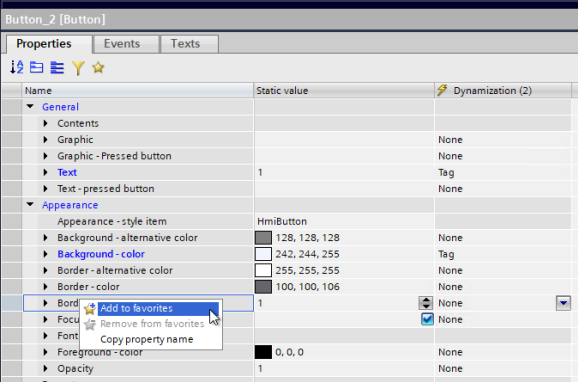 Button_2 [Button]
Properties Events Texts
Name Static value Dynamization (2)
General
Contents
Graphic None
Graphic - Pressed button None
Text 1 Tag
Text - pressed button None
Appearance
Appearance - style item HmiButton
Background - alternative color 128, 128, 128 None
Background - color 242, 244, 255 Tag
Border - alternative color 255, 255, 255 None
Border - color 100, 100, 106 None
Bord 1 None
Add to favorites
Focu None
Remove from favorites
Font
Copy property name
Foreground - color 0, 0, 0 None
Opacity 1 None